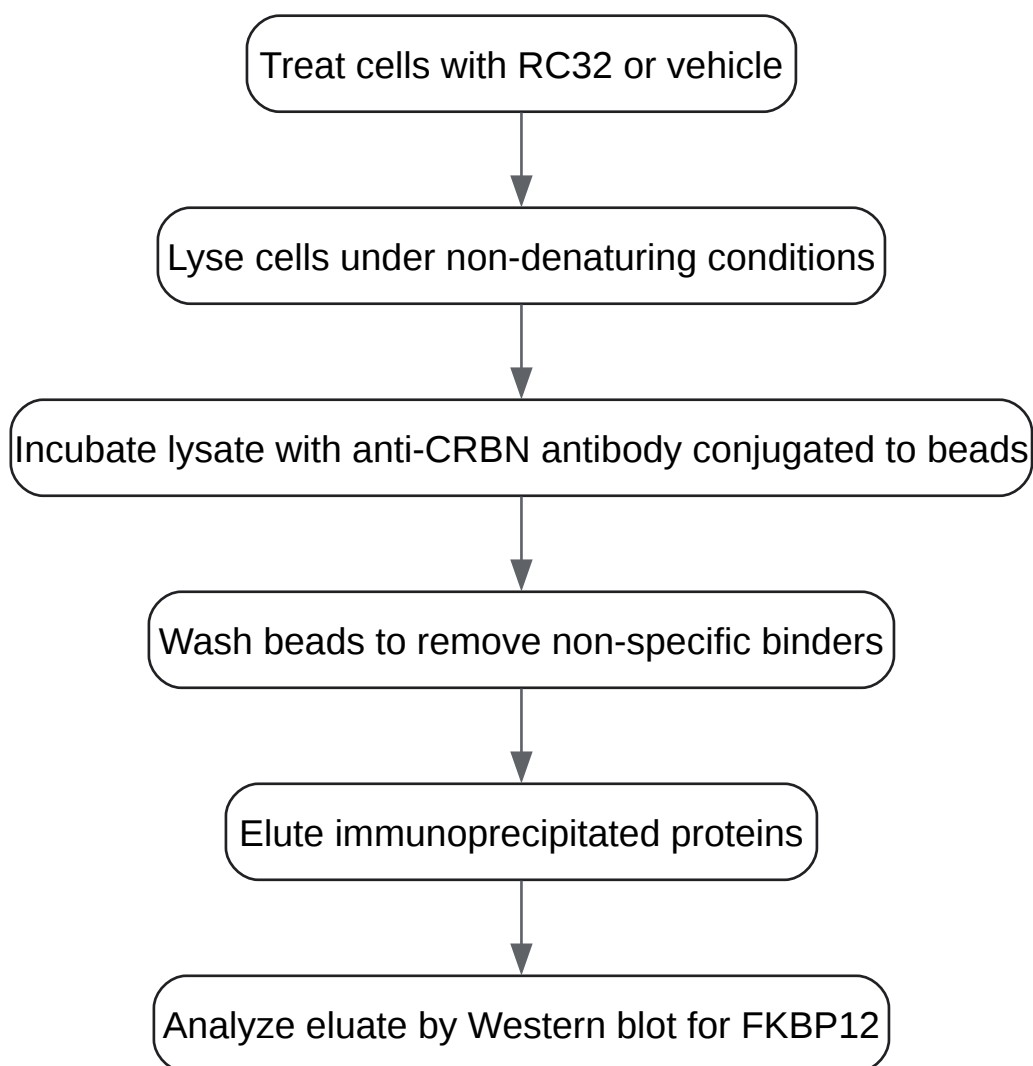 Treat cells with RC32 or vehicle
Lyse cells under non-denaturing conditions
Incubate lysate with anti-CRBN antibody conjugated to beads
Wash beads to remove non-specific binders
Elute immunoprecipitated proteins
Analyze eluate by Western blot for FKBP12